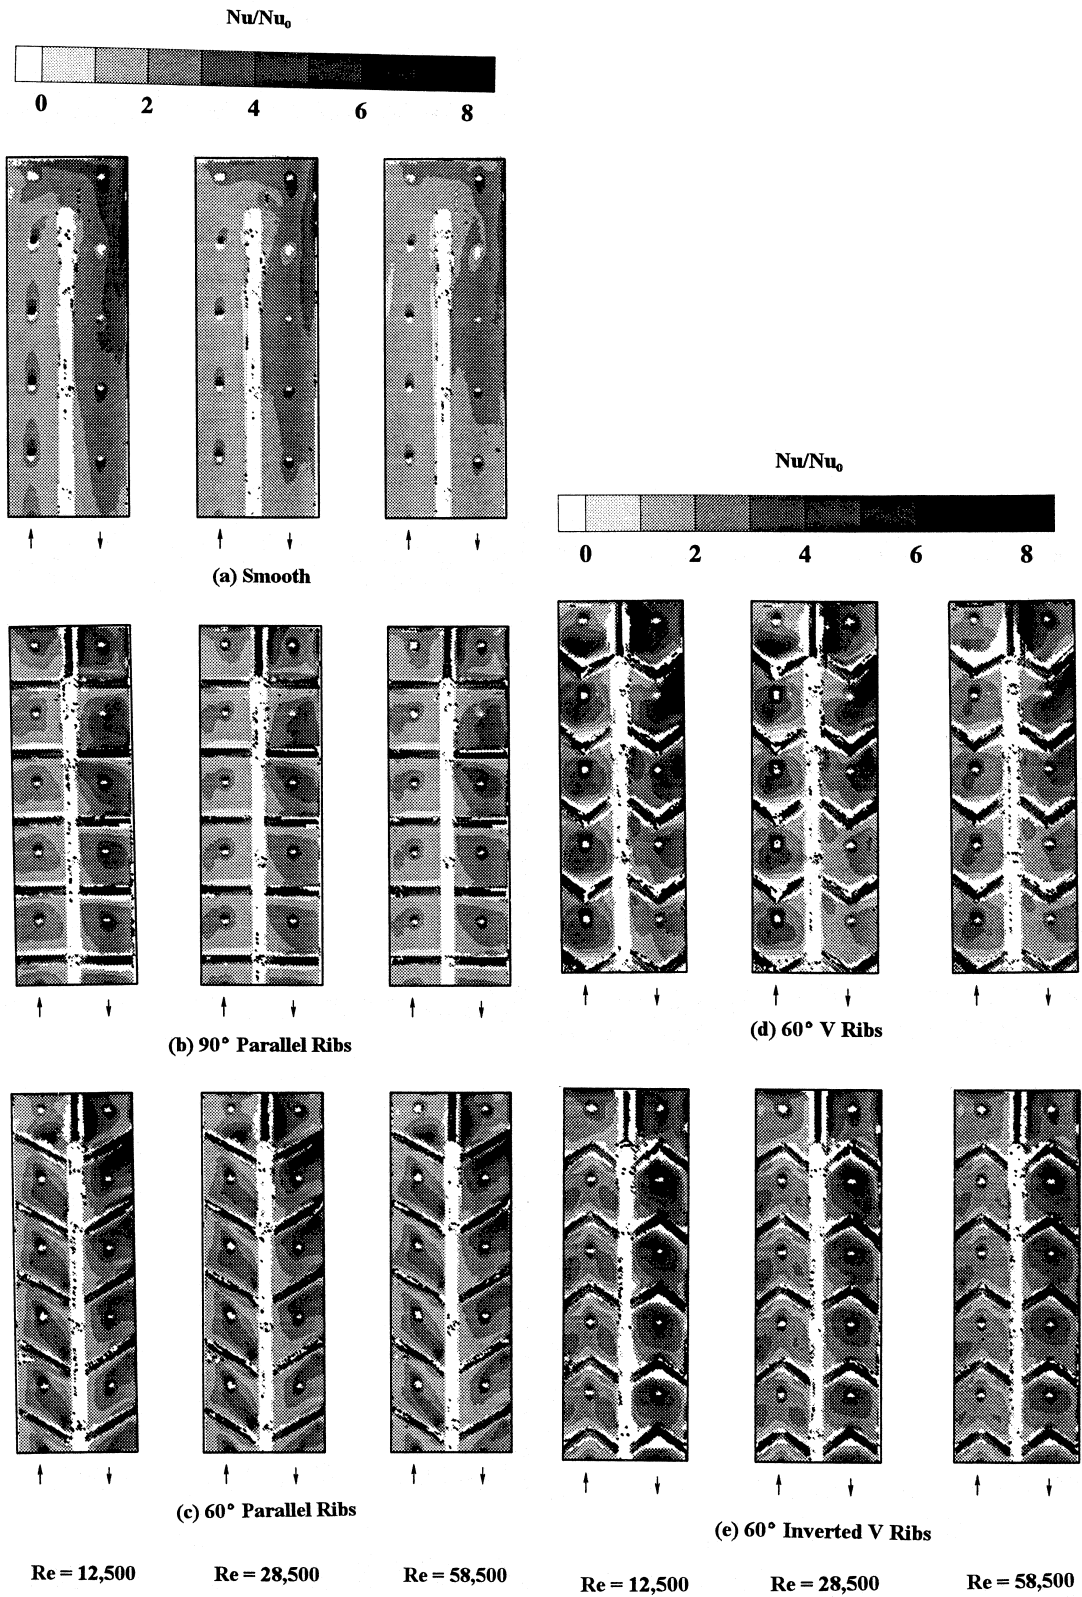 Nu/Nu₀
0 2 4 6 8
(a) Smooth
(b) 90° Parallel Ribs
(c) 60° Parallel Ribs
Re = 12,500 Re = 28,500 Re = 58,500
Nu/Nu₀
0 2 4 6 8
(d) 60° V Ribs
(e) 60° Inverted V Ribs
Re = 12,500 Re = 28,500 Re = 58,500